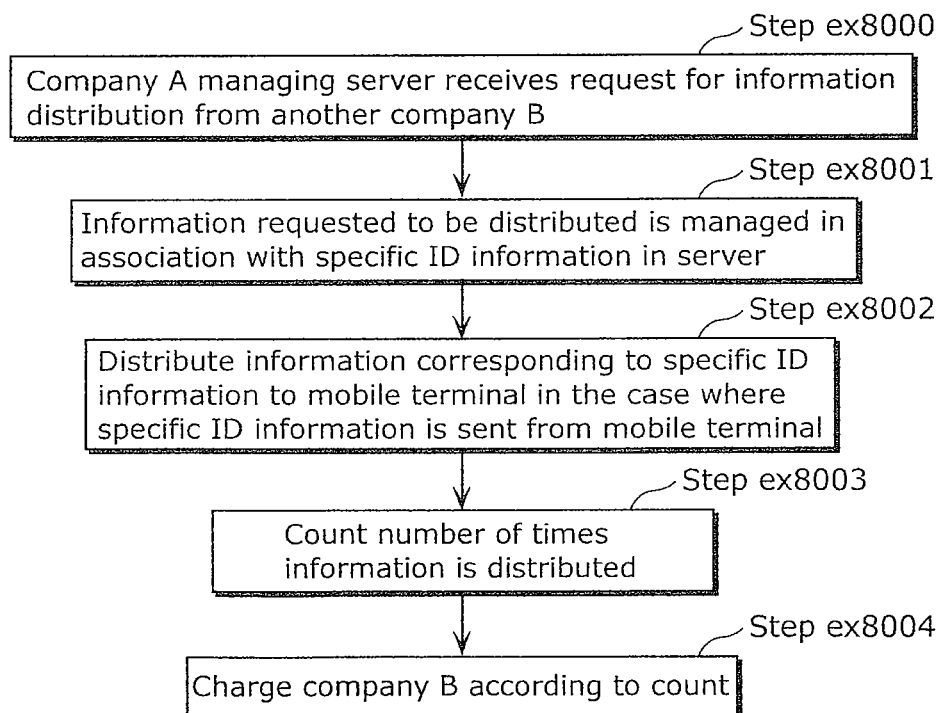 Step ex8000
Company A managing server receives request for information
distribution from another company B
Step ex8001
Information requested to be distributed is managed in
association with specific ID information in server
Step ex8002
Distribute information corresponding to specific ID
information to mobile terminal in the case where
specific ID information is sent from mobile terminal
Step ex8003
Count number of times
information is distributed
Step ex8004
Charge company B according to count